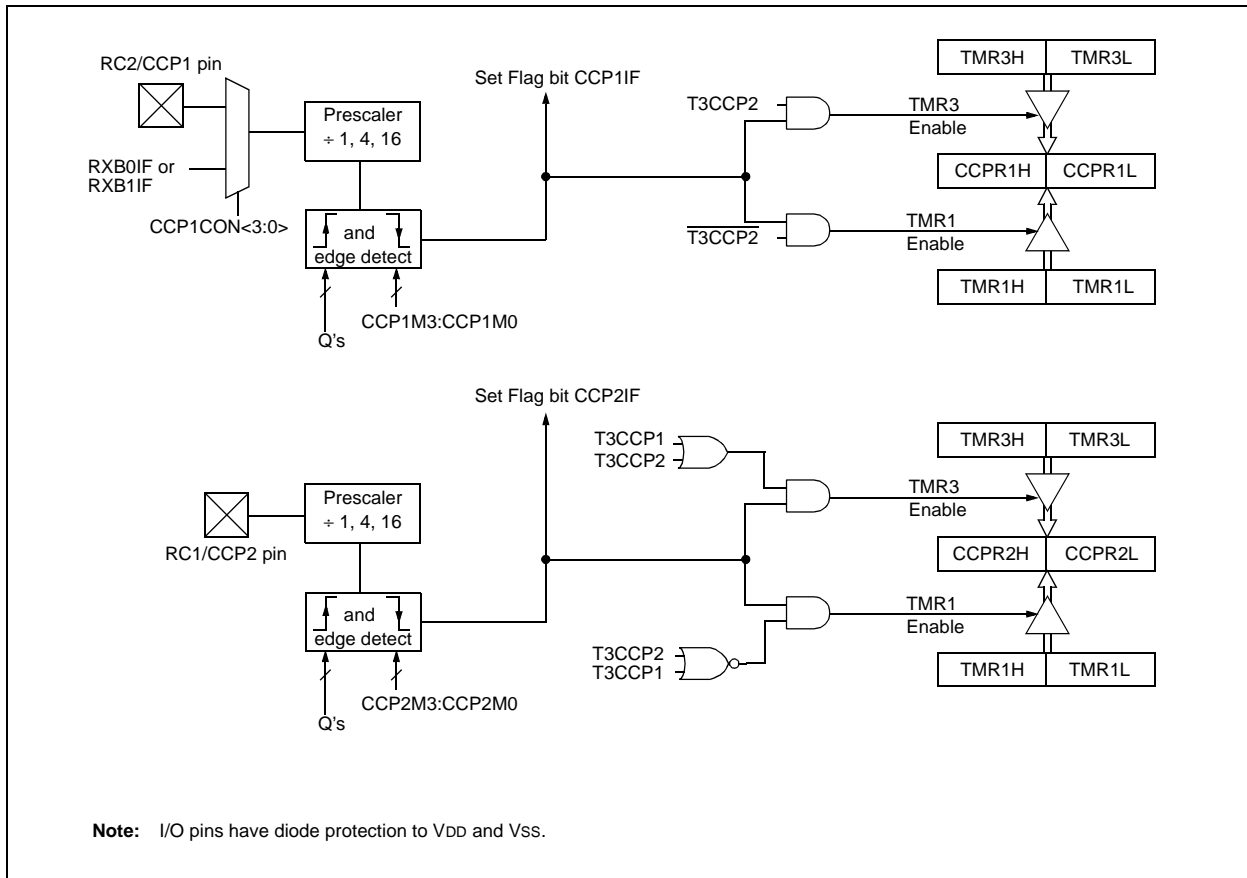 RC2/CCP1 pin
RXB0IF or
RXB1IF
CCP1CON<3:0>
Prescaler
÷ 1, 4, 16
and
edge detect
Q's
CCP1M3:CCP1M0
Set Flag bit CCP1IF
T3CCP2
T3CCP2
TMR3
Enable
TMR1
Enable
TMR3H TMR3L
CCPR1H CCPR1L
TMR1H TMR1L
RC1/CCP2 pin
Prescaler
÷ 1, 4, 16
and
edge detect
Q's
CCP2M3:CCP2M0
Set Flag bit CCP2IF
T3CCP1
T3CCP2
T3CCP2
T3CCP1
TMR3
Enable
TMR1
Enable
TMR3H TMR3L
CCPR2H CCPR2L
TMR1H TMR1L
Note: I/O pins have diode protection to VDD and VSS.